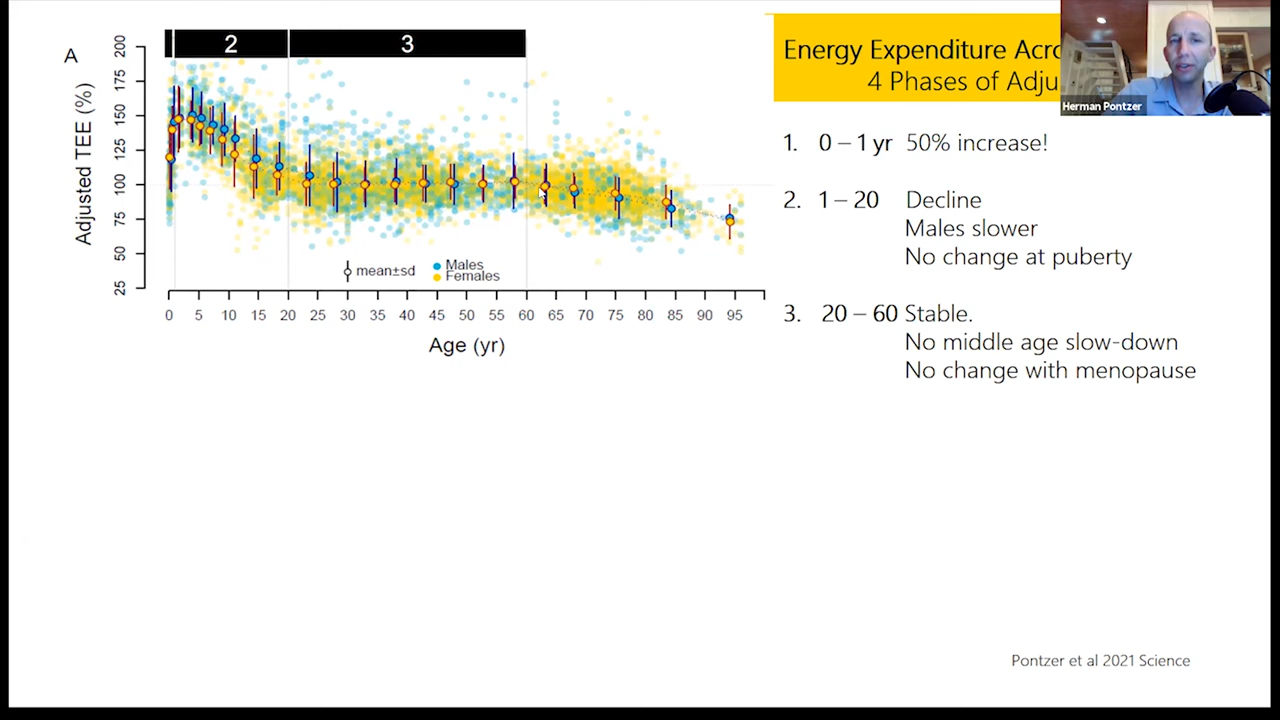 A
2
3
Adjusted TEE (%)
200
175
150
125
100
75
50
25
mean±sd
Males
Females
0 5 10 15 20 25 30 35 40 45 50 55 60 65 70 75 80 85 90 95
Age (yr)
Energy Expenditure Acro
4 Phases of Adju
Herman Pontzer
1. 0 – 1 yr 50% increase!
2. 1 – 20 Decline
Males slower
No change at puberty
3. 20 – 60 Stable.
No middle age slow-down
No change with menopause
Pontzer et al 2021 Science